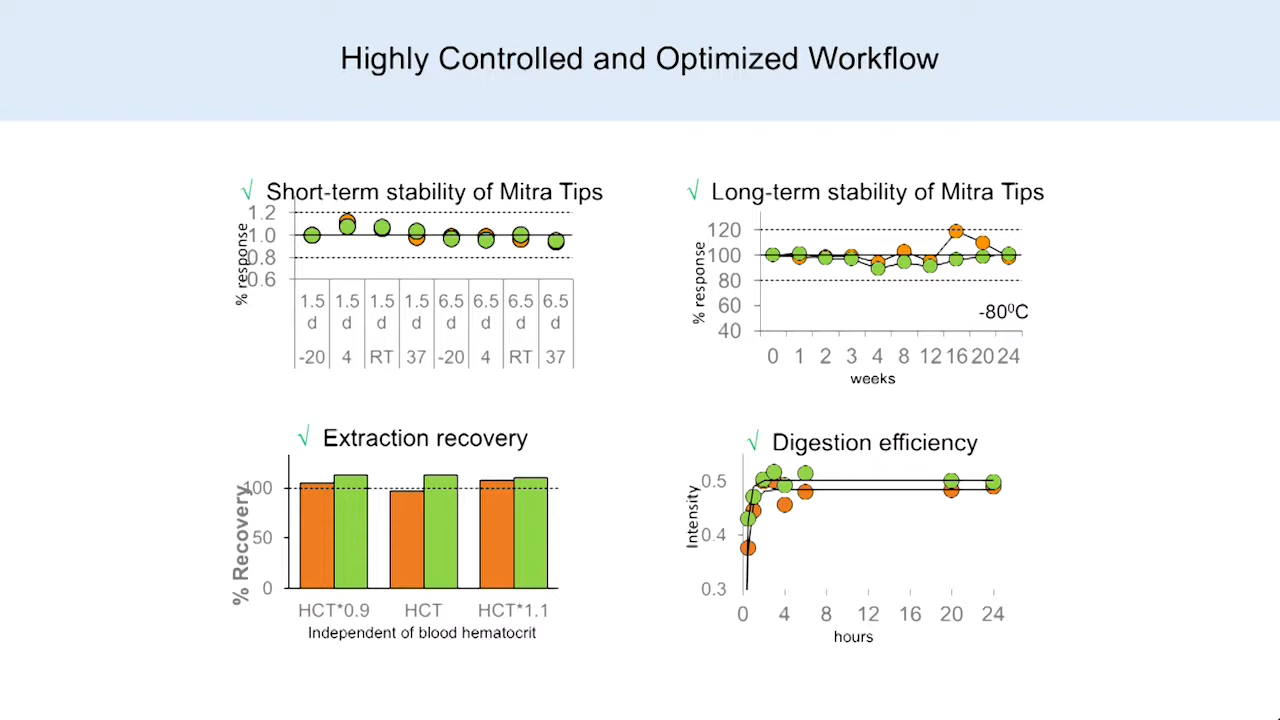 Highly Controlled and Optimized Workflow
√ Short-term stability of Mitra Tips
% response
1.2
1.0
0.8
0.6
1.5 1.5 1.5 1.5 6.5 6.5 6.5 6.5
d d d d d d d d
-20 4 RT 37 -20 4 RT 37
√ Long-term stability of Mitra Tips
% response
120
100
80
60
40
-80⁰C
0 1 2 3 4 8 12 16 20 24
weeks
√ Extraction recovery
% Recovery
100
50
0
HCT*0.9 HCT HCT*1.1
Independent of blood hematocrit
√ Digestion efficiency
Intensity
0.5
0.4
0.3
0 4 8 12 16 20 24
hours